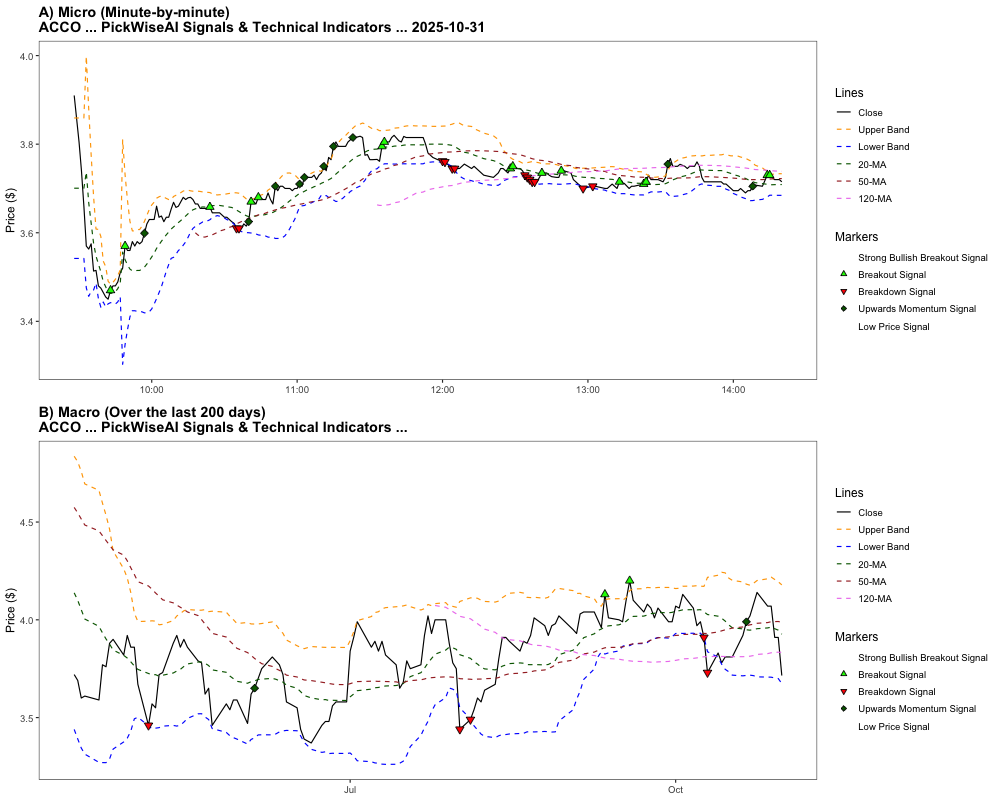 A) Micro (Minute-by-minute)
ACCO ... PickWiseAI Signals & Technical Indicators ... 2025-10-31
Price ($)
4.0
3.8
3.6
3.4
10:00
11:00
12:00
13:00
14:00
Lines
Close
Upper Band
Lower Band
20-MA
50-MA
120-MA
Markers
Strong Bullish Breakout Signal
Breakout Signal
Breakdown Signal
Upwards Momentum Signal
Low Price Signal
B) Macro (Over the last 200 days)
ACCO ... PickWiseAI Signals & Technical Indicators ...
Price ($)
4.5
4.0
3.5
Jul
Oct
Lines
Close
Upper Band
Lower Band
20-MA
50-MA
120-MA
Markers
Strong Bullish Breakout Signal
Breakout Signal
Breakdown Signal
Upwards Momentum Signal
Low Price Signal